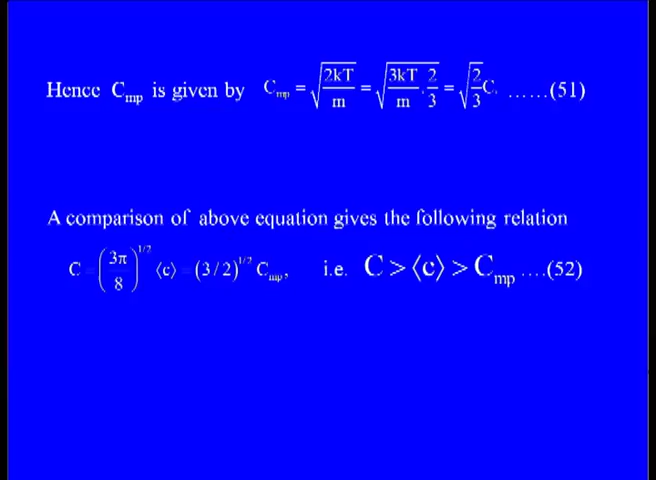 Hence C_mp is given by C_mp = √(2kT/m) = √(3kT/m . 2/3) = √(2/3) C, ......(51)
A comparison of above equation gives the following relation
C = (3π/8)^1/2 ⟨c⟩ = (3/2)^1/2 C_mp, i.e. C > ⟨c⟩ > C_mp ....(52)